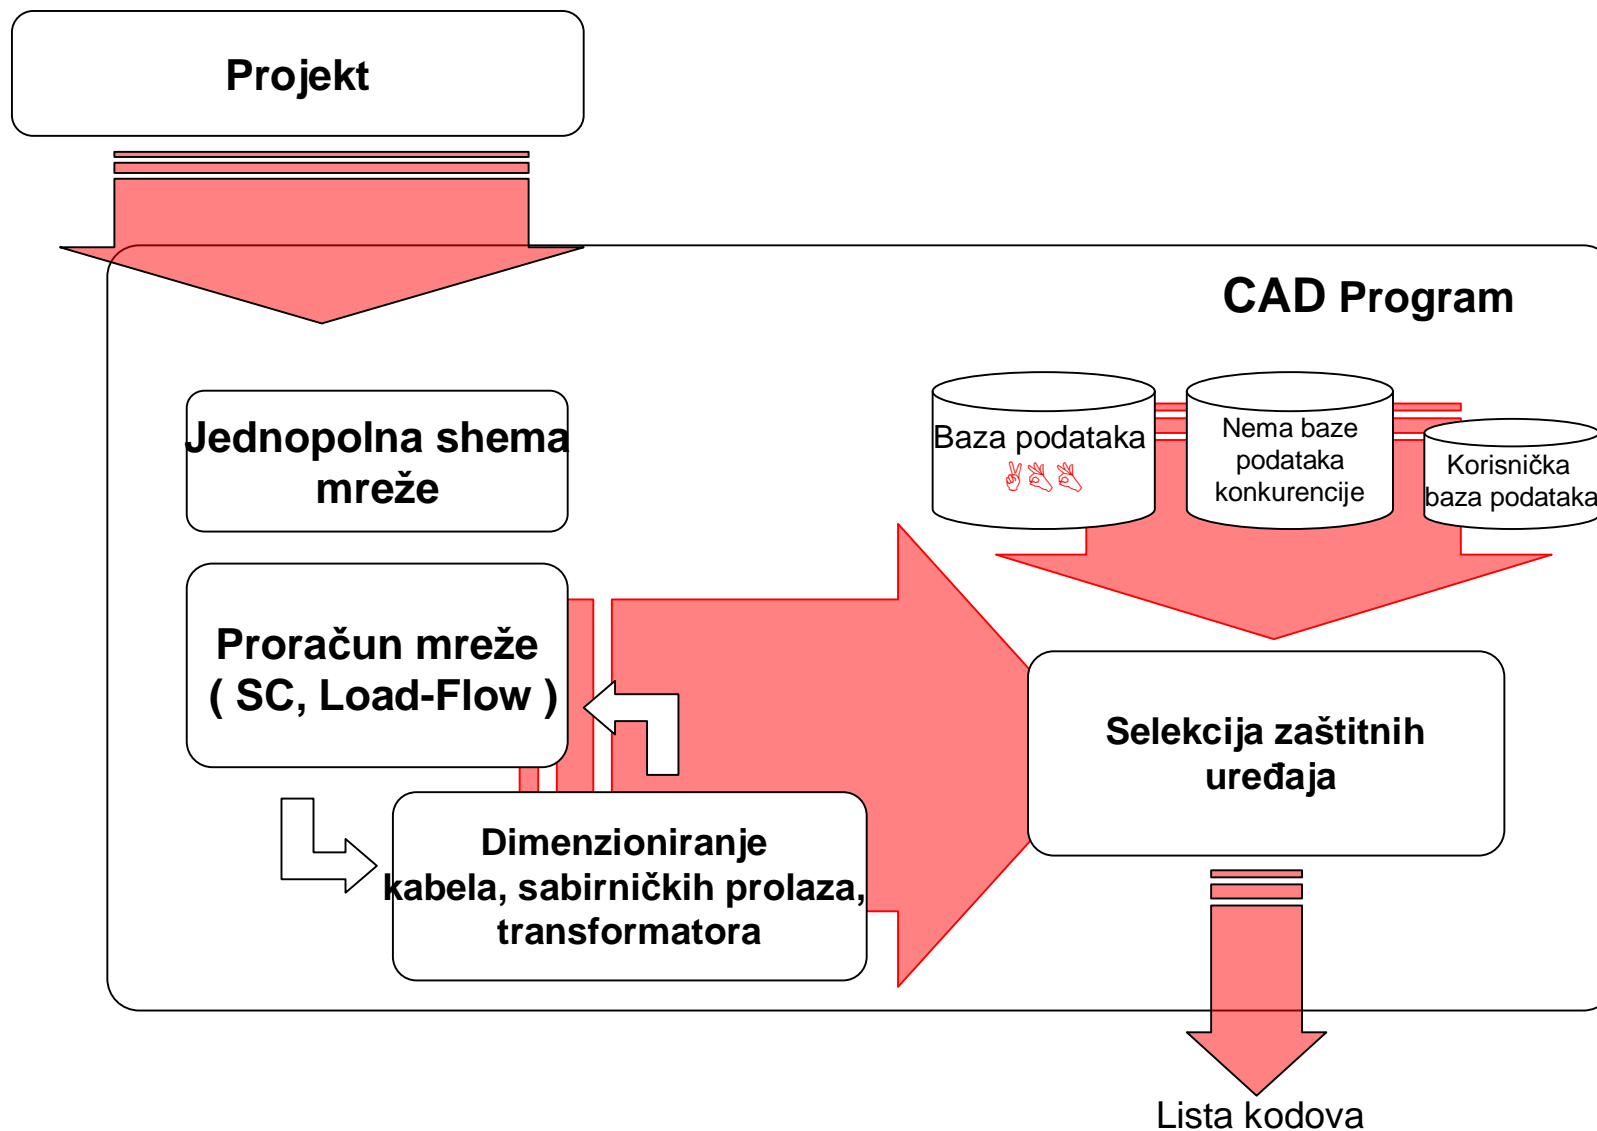 Projekt
CAD Program
Jednopolna shema
mreže
Baza podataka
✌👌👌
Nema baze
podataka
konkurencije
Korisnička
baza podataka
Proračun mreže
( SC, Load-Flow )
Selekcija zaštitnih
uređaja
Dimenzioniranje
kabela, sabirničkih prolaza,
transformatora
Lista kodova